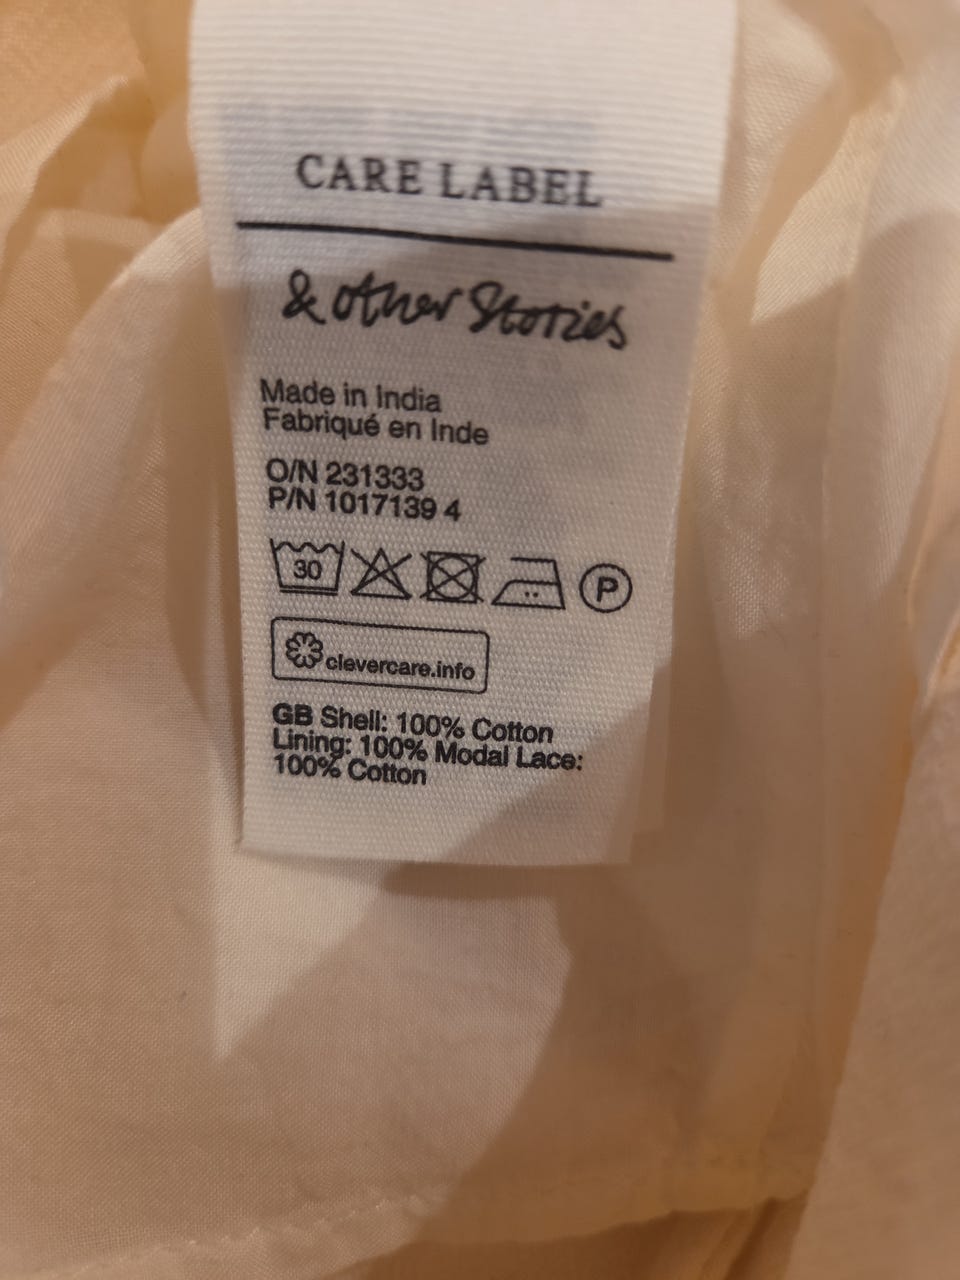 CARE LABEL
& other Stories
Made in India
Fabriqué en Inde
O/N 231333
P/N 1017139 4
30
P
clevercare.info
GB Shell: 100% Cotton
Lining: 100% Modal Lace:
100% Cotton